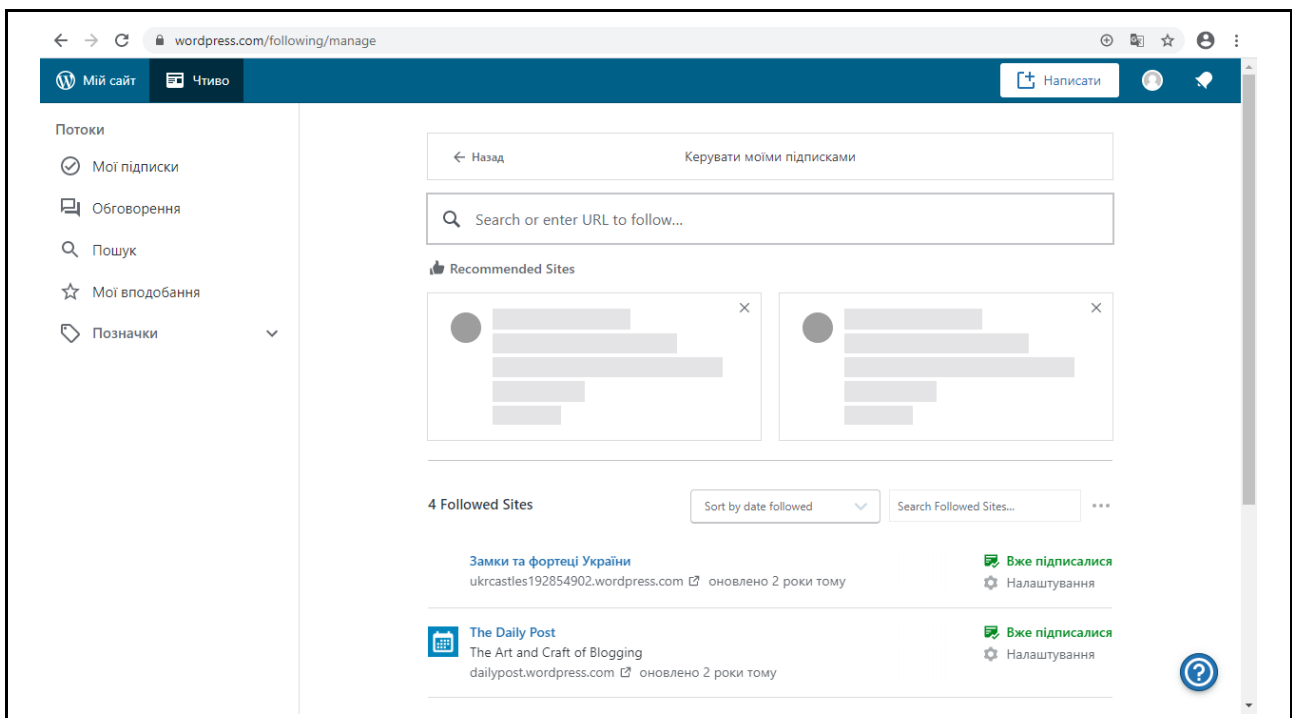 wordpress.com/following/manage
Мій сайт Чтиво Написати
Потоки
Мої підписки
Обговорення
Пошук
Мої вподобання
Позначки
Назад Керувати моїми підписками
Search or enter URL to follow...
Recommended Sites
4 Followed Sites Sort by date followed Search Followed Sites...
Замки та фортеці України Вже підписалися
ukrcastles192854902.wordpress.com оновлено 2 роки тому Налаштування
The Daily Post Вже підписалися
The Art and Craft of Blogging Налаштування
dailypost.wordpress.com оновлено 2 роки тому